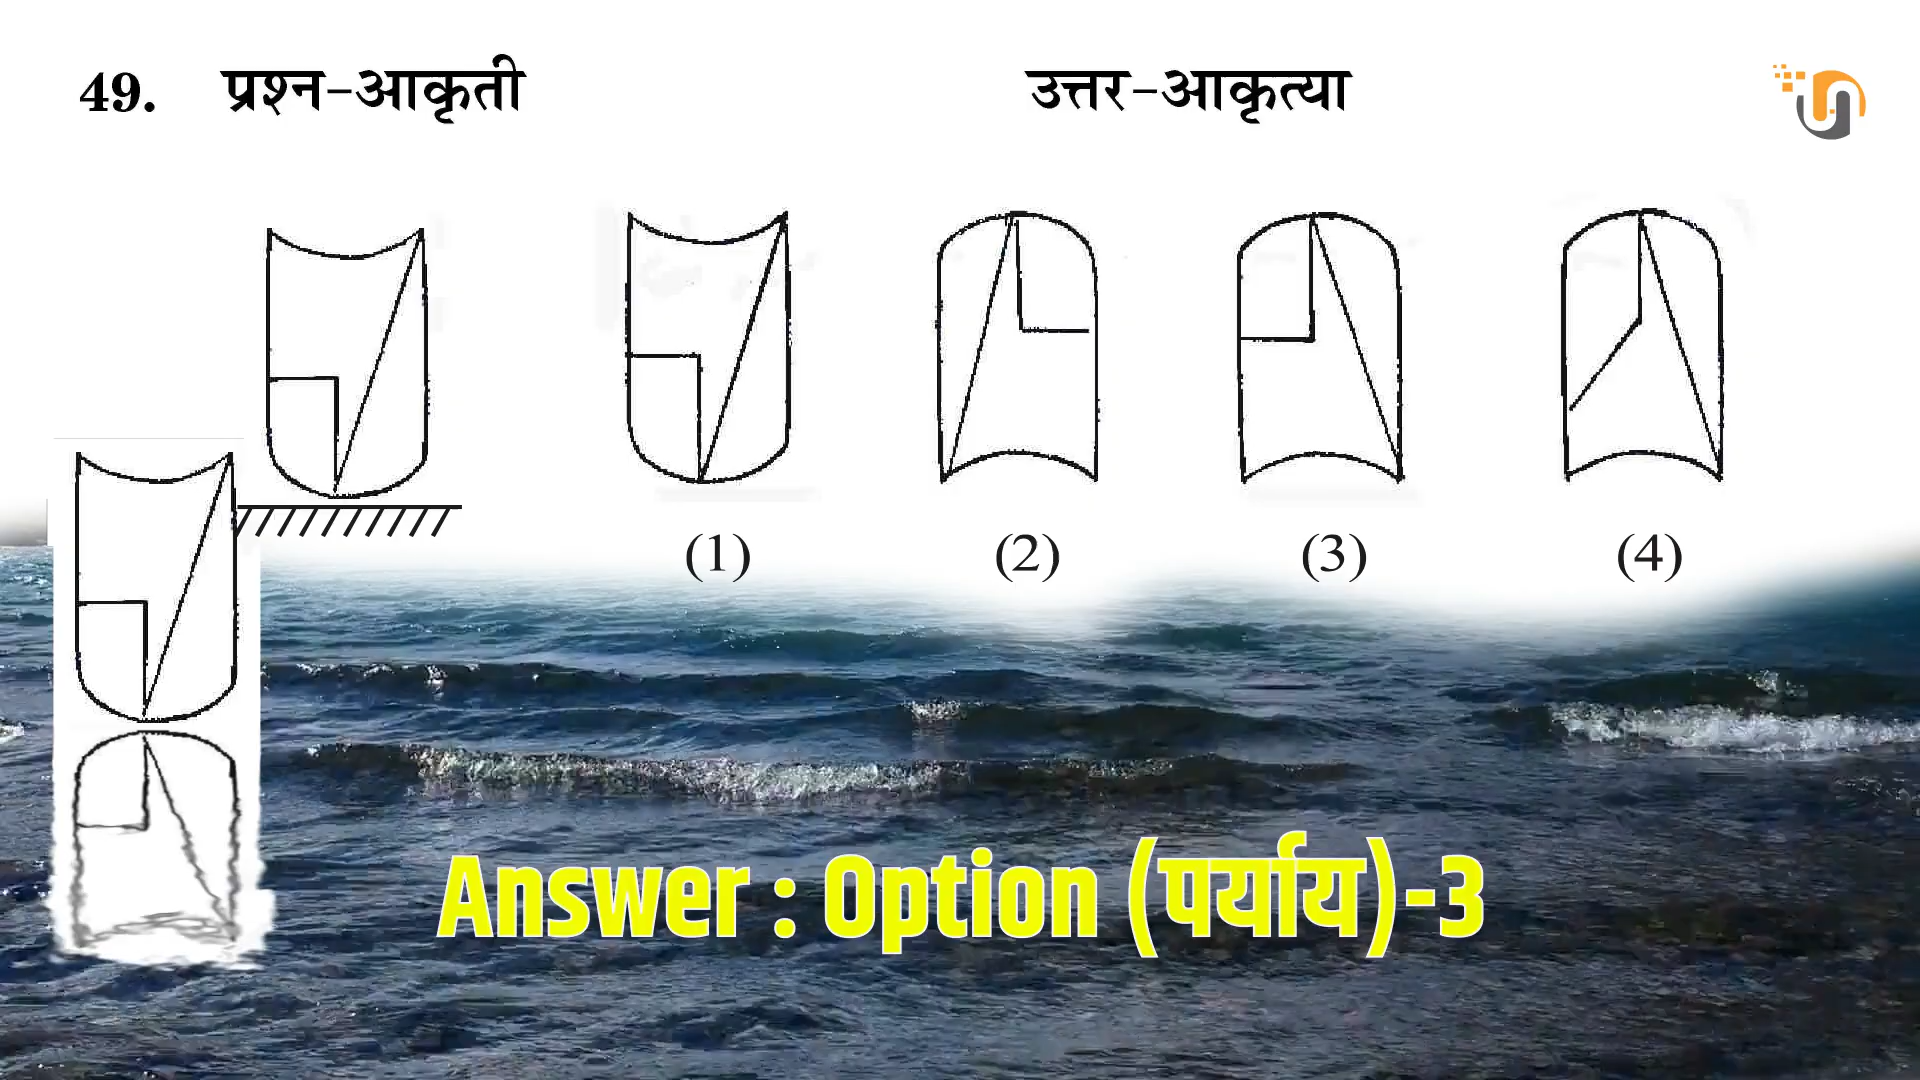 49. प्रश्न-आकृती उत्तर-आकृत्या
(1) (2) (3) (4)
Answer : Option (पर्याय)-3